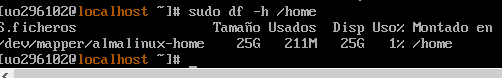 [uo296102@localhost ~]# sudo df -h /home
S.ficheros Tamaño Usados Disp Uso% Montado en
/dev/mapper/almalinux-home 25G 211M 25G 1% /home
[uo296102@localhost ~]# _